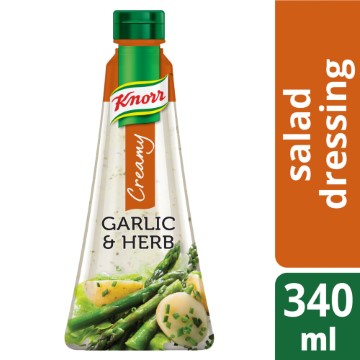 Knorr
Creamy
GARLIC
& HERB
salad
dressing
340
ml